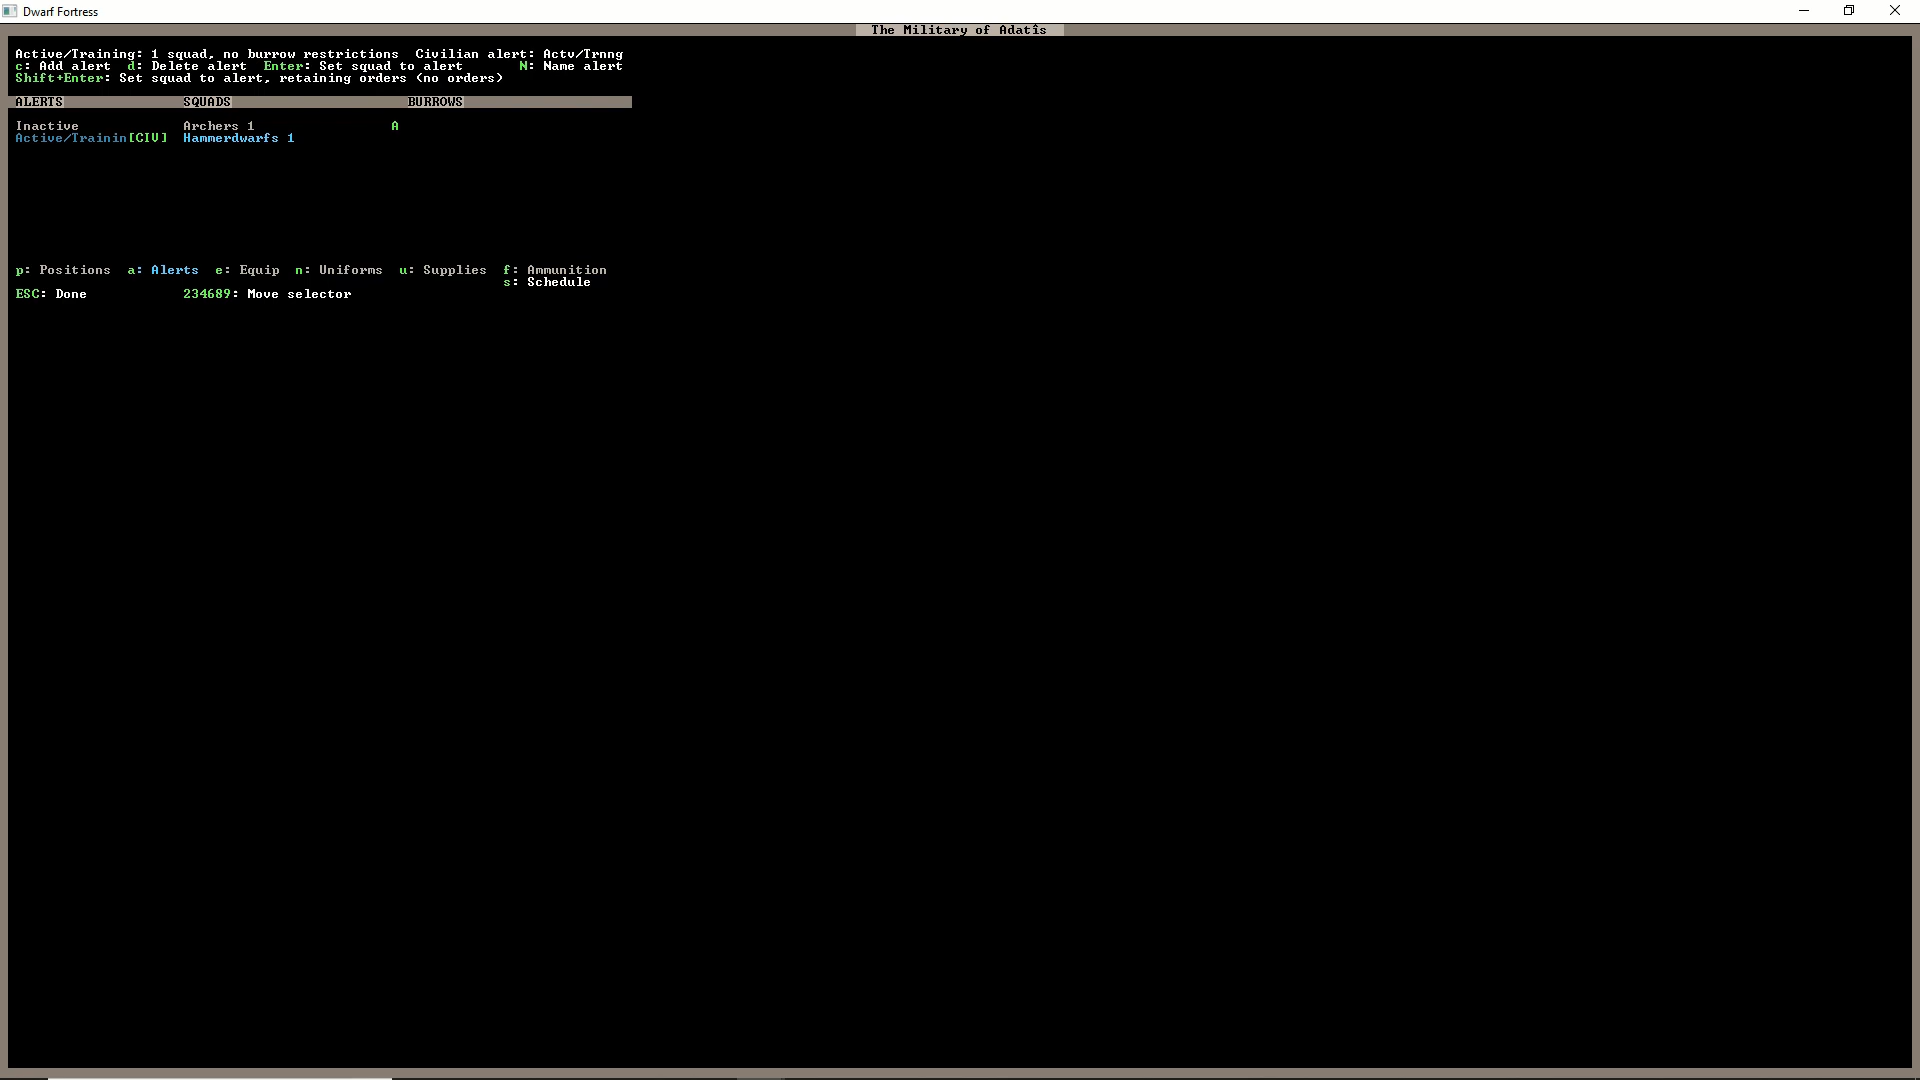 Dwarf Fortress
The Military of Adatîs
Active/Training: 1 squad, no burrow restrictions  Civilian alert: Actv/Trnng
c: Add alert  d: Delete alert  Enter: Set squad to alert  N: Name alert
Shift+Enter: Set squad to alert, retaining orders (no orders)
ALERTS  SQUADS  BURROWS
Inactive  Archers 1  A
Active/Trainin[CIV]  Hammerdwarfs 1
p: Positions  a: Alerts  e: Equip  n: Uniforms  u: Supplies  f: Ammunition
s: Schedule
ESC: Done  234689: Move selector